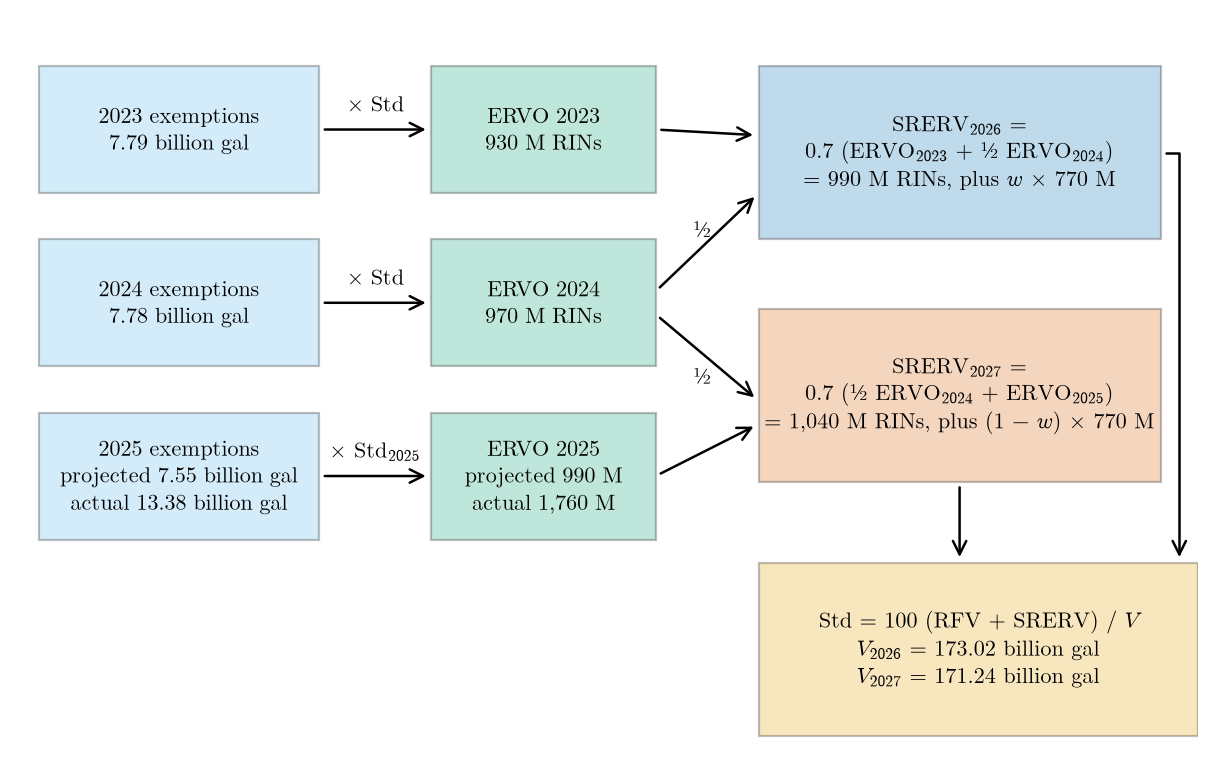 2023 exemptions
7.79 billion gal
× Std
ERVO 2023
930 M RINs
SRERV2026 =
0.7 (ERVO2023 + ½ ERVO2024)
= 990 M RINs, plus w × 770 M
2024 exemptions
7.78 billion gal
× Std
ERVO 2024
970 M RINs
½
½
SRERV2027 =
0.7 (½ ERVO2024 + ERVO2025)
= 1,040 M RINs, plus (1 − w) × 770 M
2025 exemptions
projected 7.55 billion gal
actual 13.38 billion gal
× Std2025
ERVO 2025
projected 990 M
actual 1,760 M
Std = 100 (RFV + SRERV) / V
V2026 = 173.02 billion gal
V2027 = 171.24 billion gal